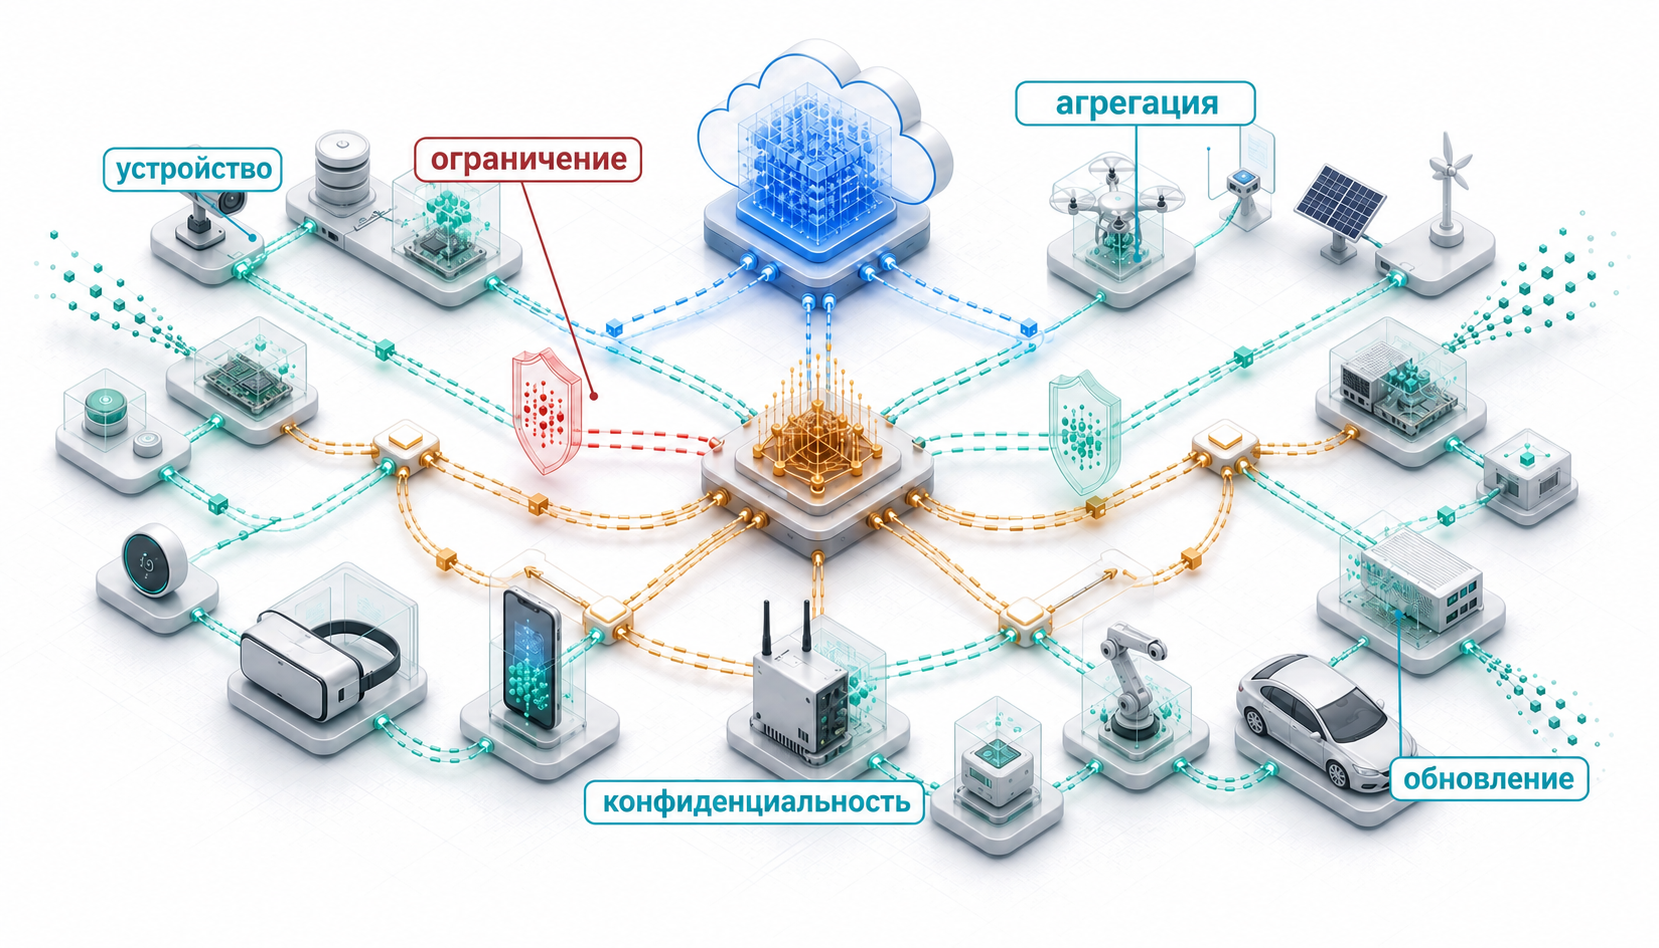 агрегация
ограничение
устройство
обновление
конфиденциальность